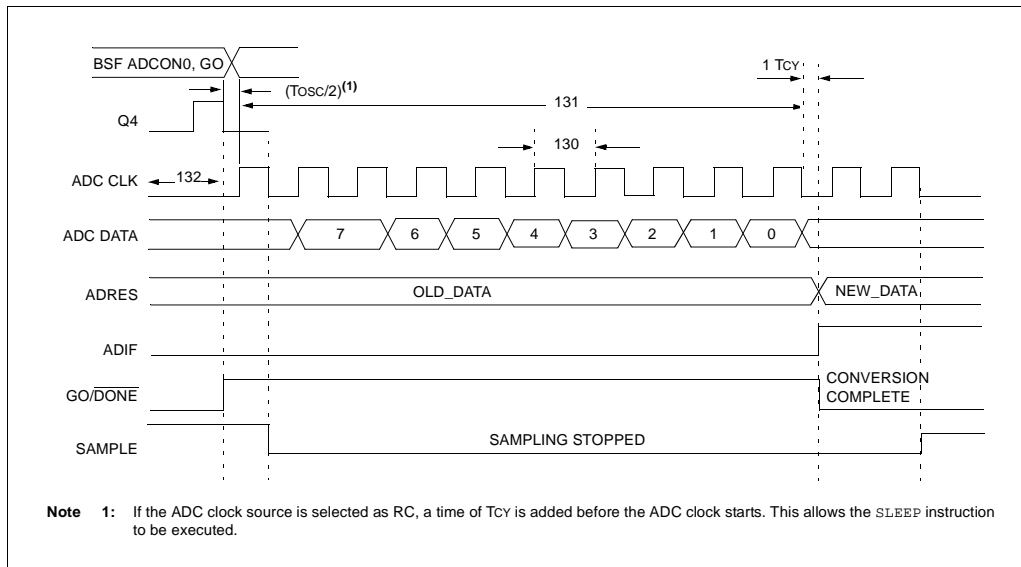 BSF ADCON0, GO
1 TCY
(TOSC/2)(1)
131
Q4
130
ADC CLK
132
ADC DATA
7 6 5 4 3 2 1 0
ADRES
OLD_DATA
NEW_DATA
ADIF
GO/DONE
CONVERSION
COMPLETE
SAMPLE
SAMPLING STOPPED
Note 1: If the ADC clock source is selected as RC, a time of TCY is added before the ADC clock starts. This allows the SLEEP instruction
to be executed.